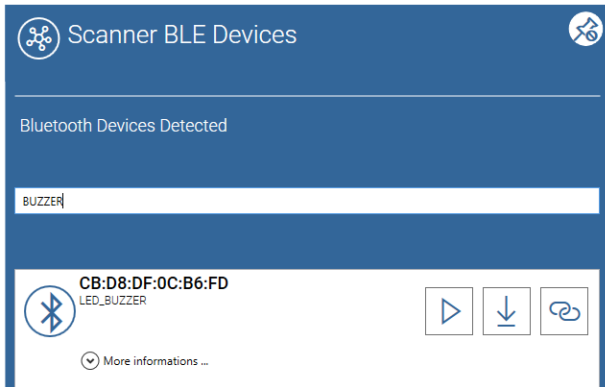 Scanner BLE Devices
Bluetooth Devices Detected
BUZZER
CB:D8:DF:0C:B6:FD
LED_BUZZER
More informations ...